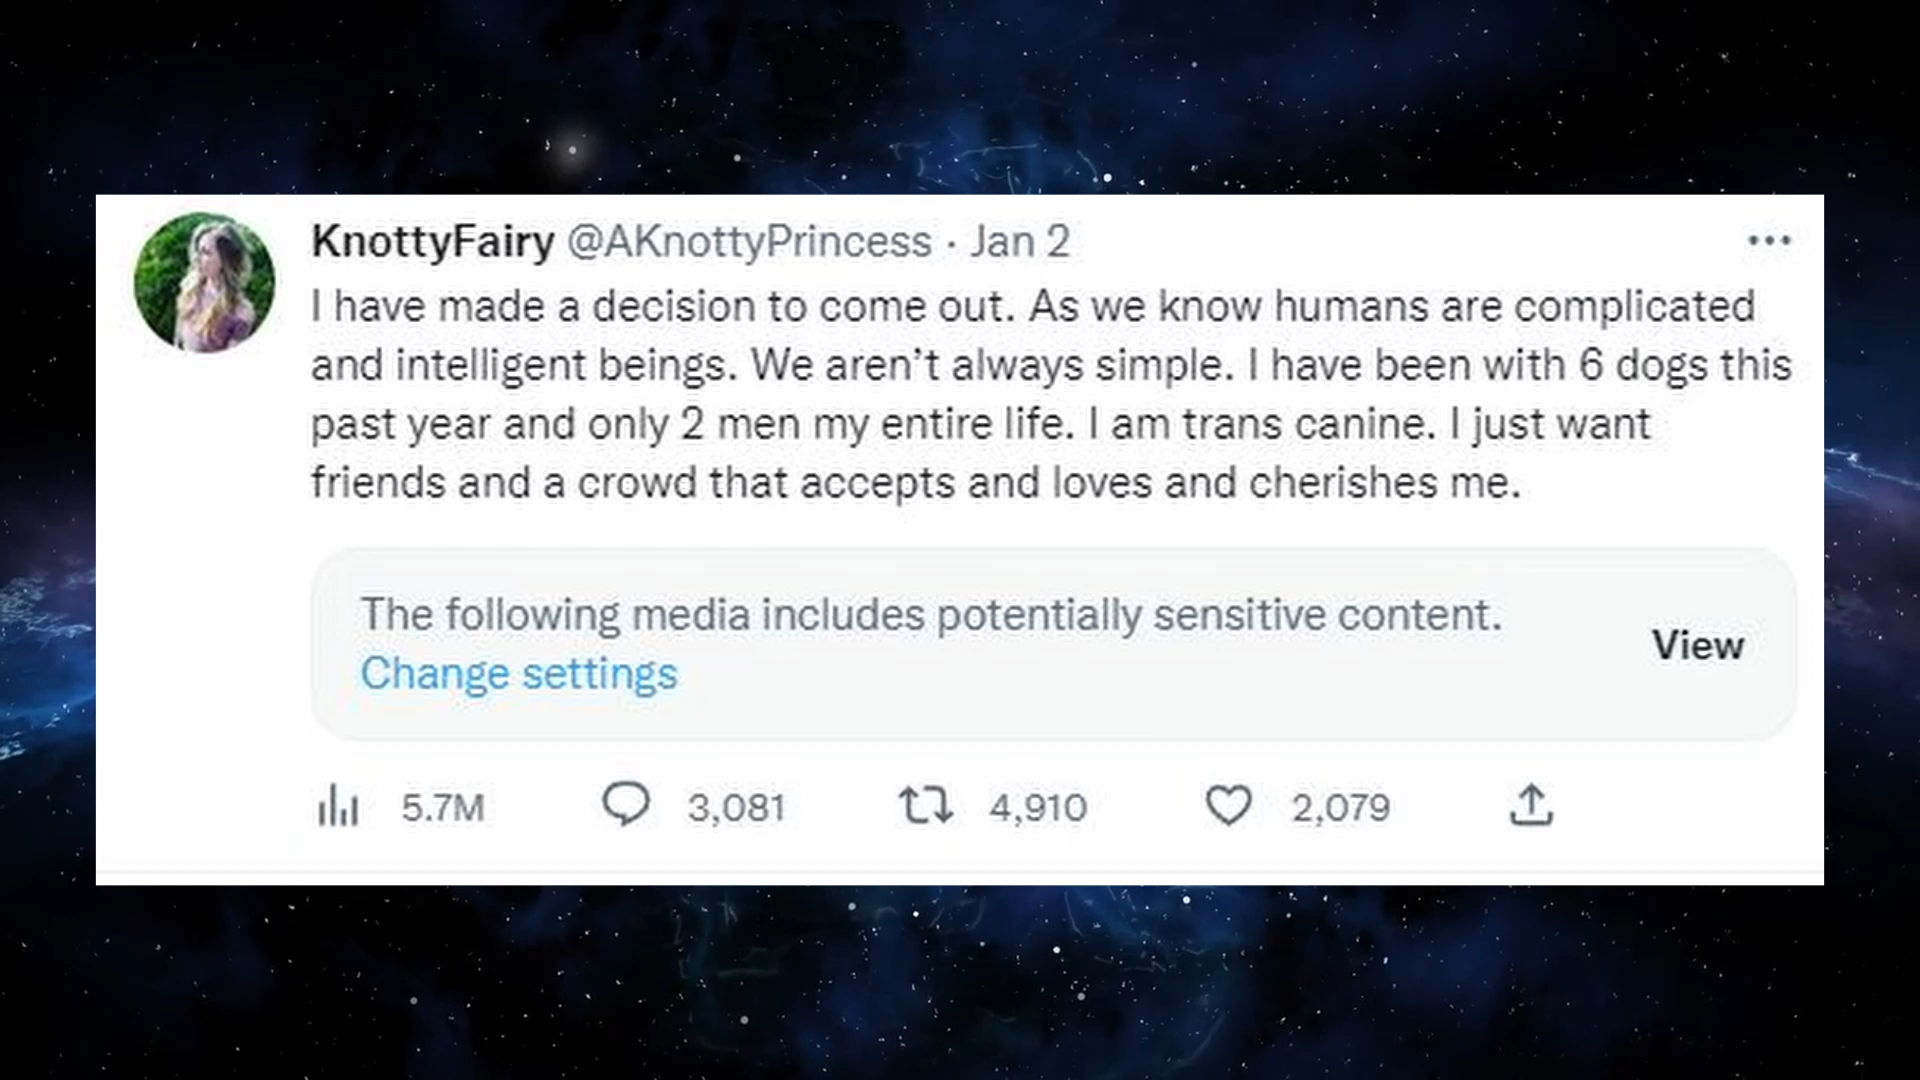 KnottyFairy @AKnottyPrincess · Jan 2
I have made a decision to come out. As we know humans are complicated
and intelligent beings. We aren’t always simple. I have been with 6 dogs this
past year and only 2 men my entire life. I am trans canine. I just want
friends and a crowd that accepts and loves and cherishes me.
The following media includes potentially sensitive content.
Change settings
View
5.7M 3,081 4,910 2,079